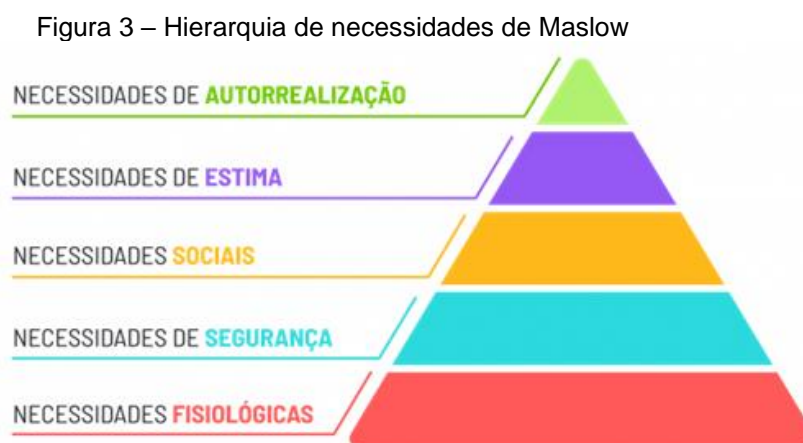 Figura 3 – Hierarquia de necessidades de Maslow
NECESSIDADES DE AUTORREALIZAÇÃO
NECESSIDADES DE ESTIMA
NECESSIDADES SOCIAIS
NECESSIDADES DE SEGURANÇA
NECESSIDADES FISIOLÓGICAS